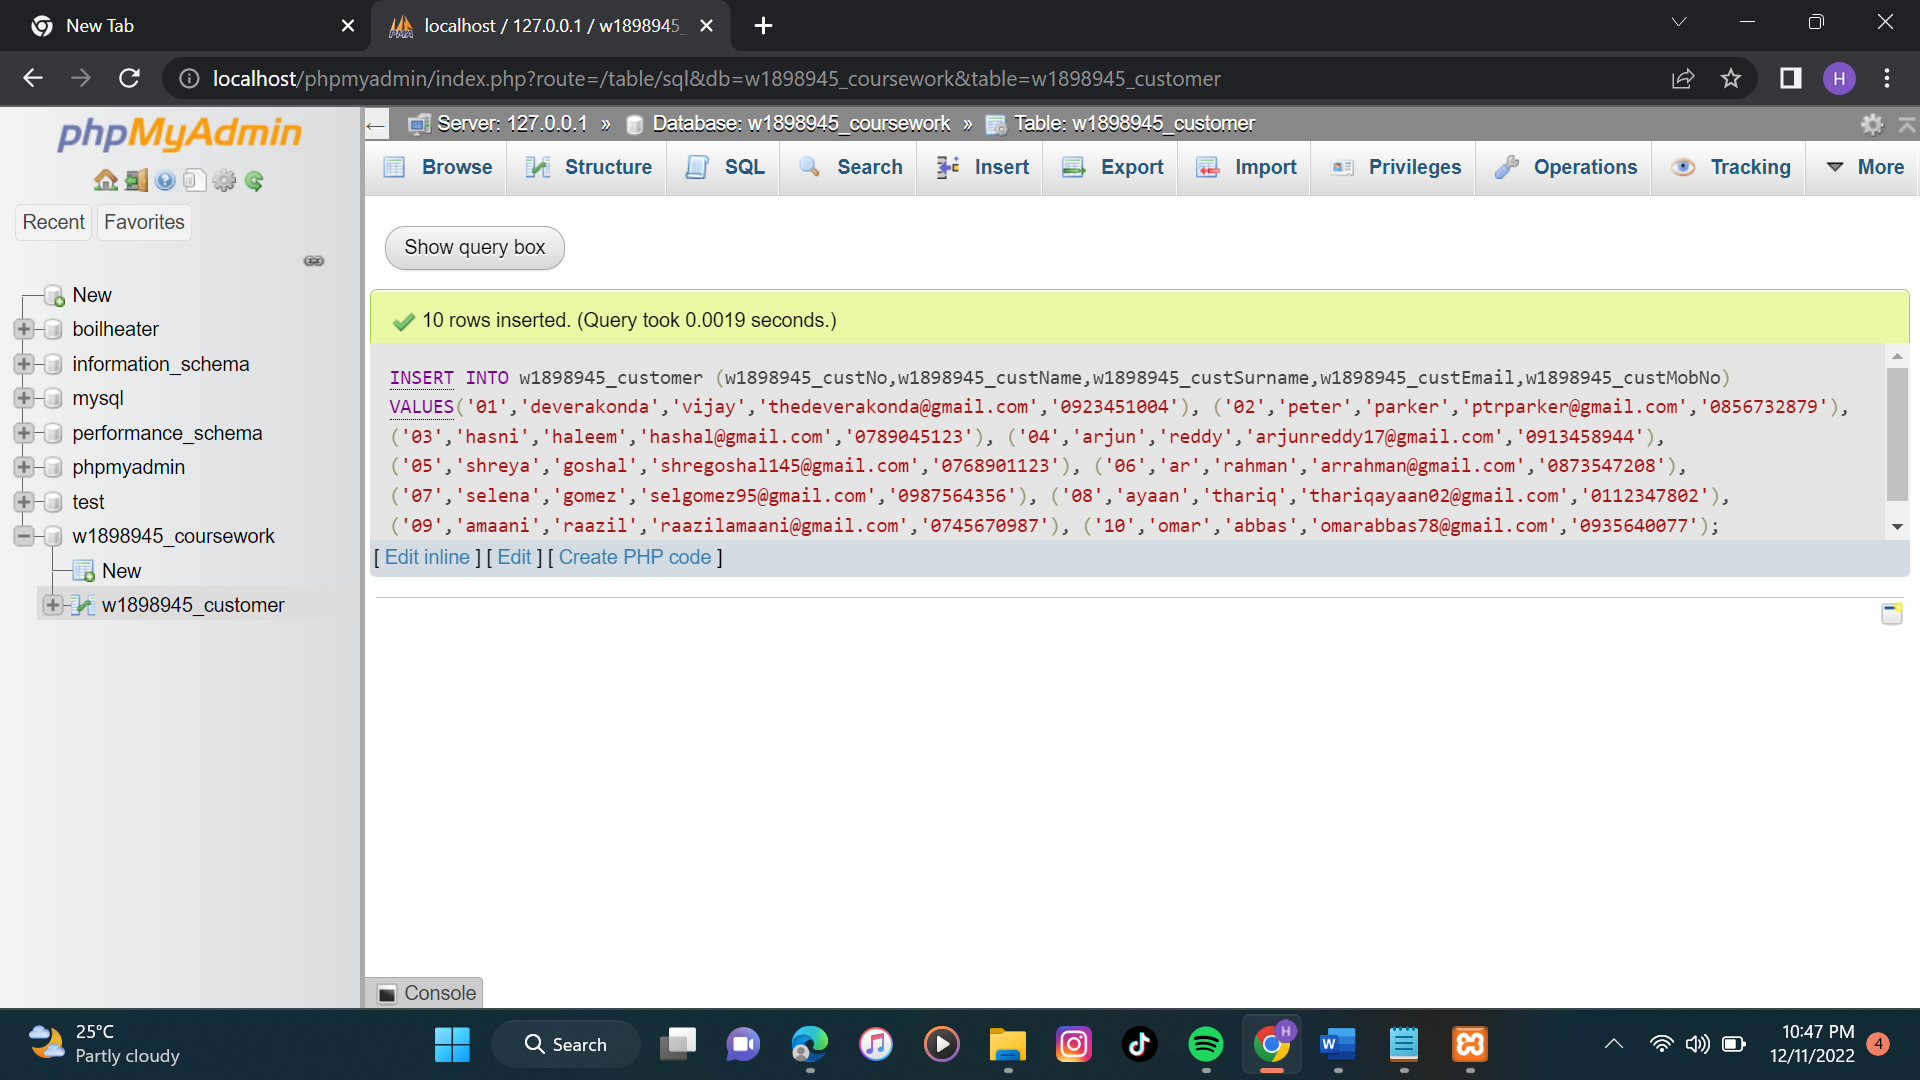 New Tab
localhost / 127.0.0.1 / w1898945_
localhost/phpmyadmin/index.php?route=/table/sql&db=w1898945_coursework&table=w1898945_customer
H
phpMyAdmin
Server: 127.0.0.1 » Database: w1898945_coursework » Table: w1898945_customer
Browse Structure SQL Search Insert Export Import Privileges Operations Tracking More
Recent Favorites
Show query box
New
boilheater
information_schema
mysql
performance_schema
phpmyadmin
test
w1898945_coursework
New
w1898945_customer
10 rows inserted. (Query took 0.0019 seconds.)
INSERT INTO w1898945_customer (w1898945_custNo,w1898945_custName,w1898945_custSurname,w1898945_custEmail,w1898945_custMobNo)
VALUES('01','deverakonda','vijay','thedeverakonda@gmail.com','0923451004'), ('02','peter','parker','ptrparker@gmail.com','0856732879'),
('03','hasni','haleem','hashal@gmail.com','0789045123'), ('04','arjun','reddy','arjunreddy17@gmail.com','0913458944'),
('05','shreya','goshal','shregoshal145@gmail.com','0768901123'), ('06','ar','rahman','arrahman@gmail.com','0873547208'),
('07','selena','gomez','selgomez95@gmail.com','0987564356'), ('08','ayaan','thariq','thariqayaan02@gmail.com','0112347802'),
('09','amaani','raazil','raazilamaani@gmail.com','0745670987'), ('10','omar','abbas','omarabbas78@gmail.com','0935640077');
[ Edit inline ] [ Edit ] [ Create PHP code ]
Console
25°C
Partly cloudy
Search
H
W
10:47 PM
12/11/2022
4